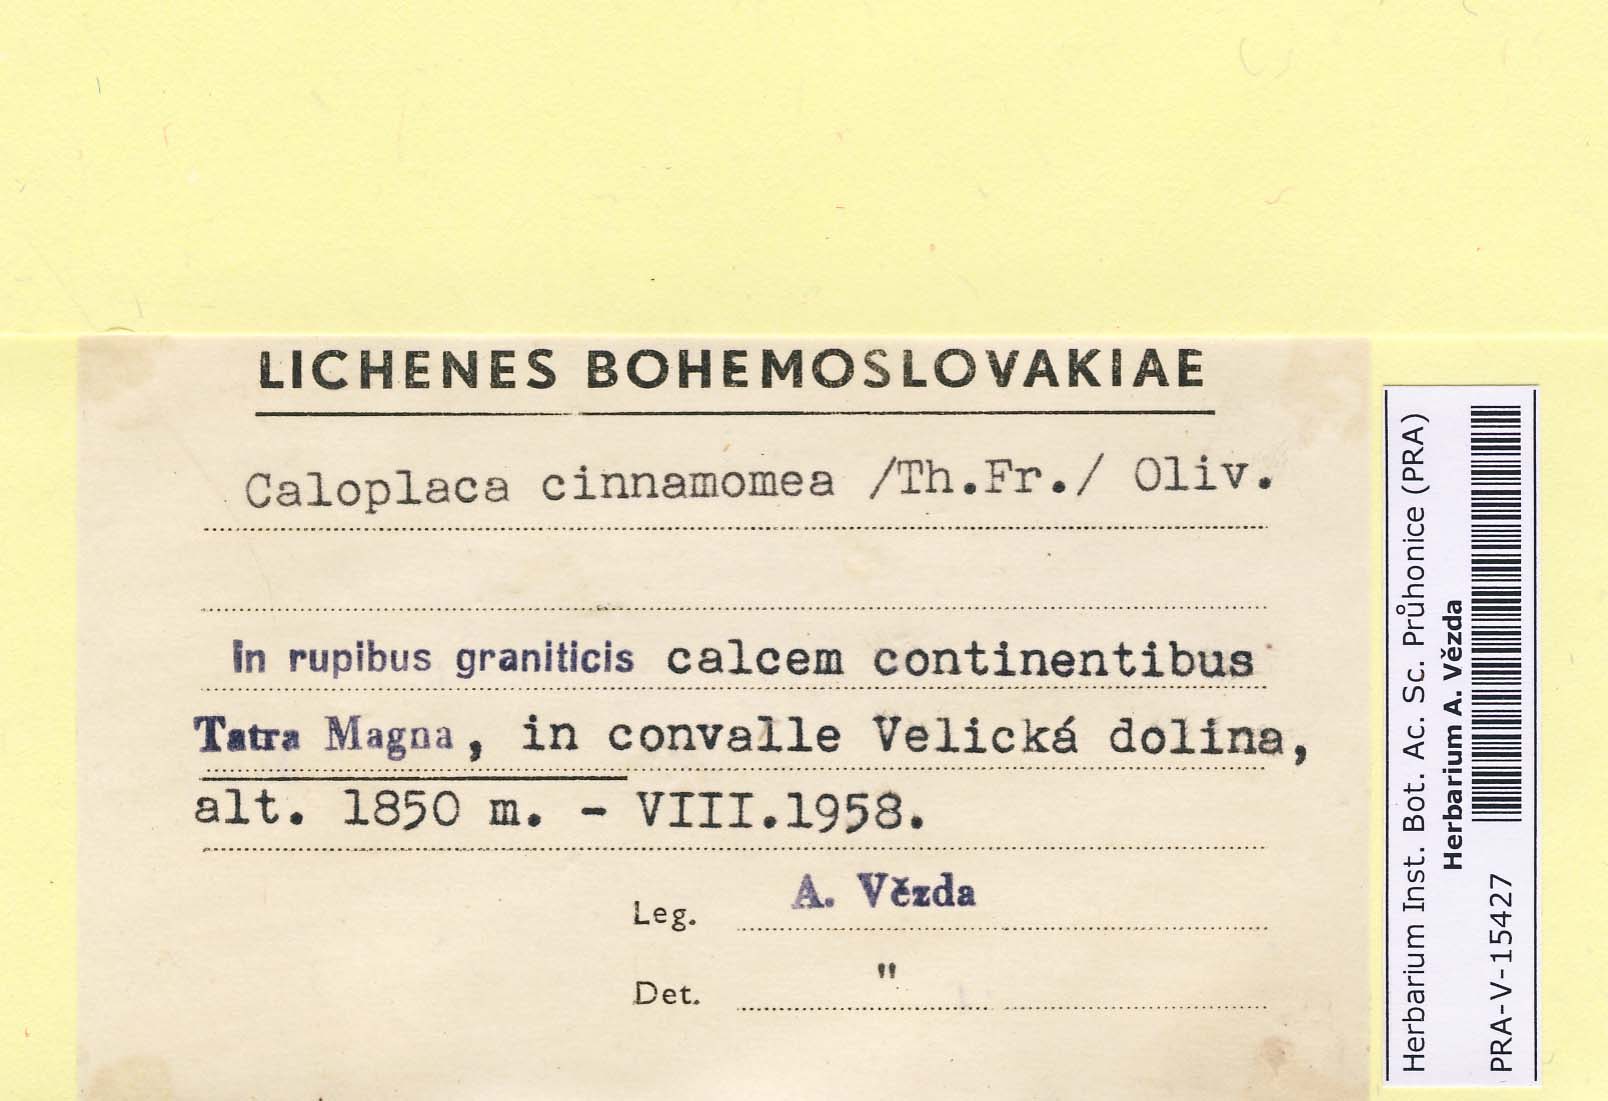 LICHENES BOHEMOSLOVAKIAE
Caloplaca cinnamomea /Th.Fr./ Oliv.
In rupibus graniticis calcem continentibus
Tatra Magna, in convalle Velická dolina,
alt. 1850 m. - VIII.1958.
Leg. A. Vězda
Det. "
Herbarium Inst. Bot. Ac. Sc. Průhonice (PRA)
Herbarium A. Vězda
PRA-V-15427